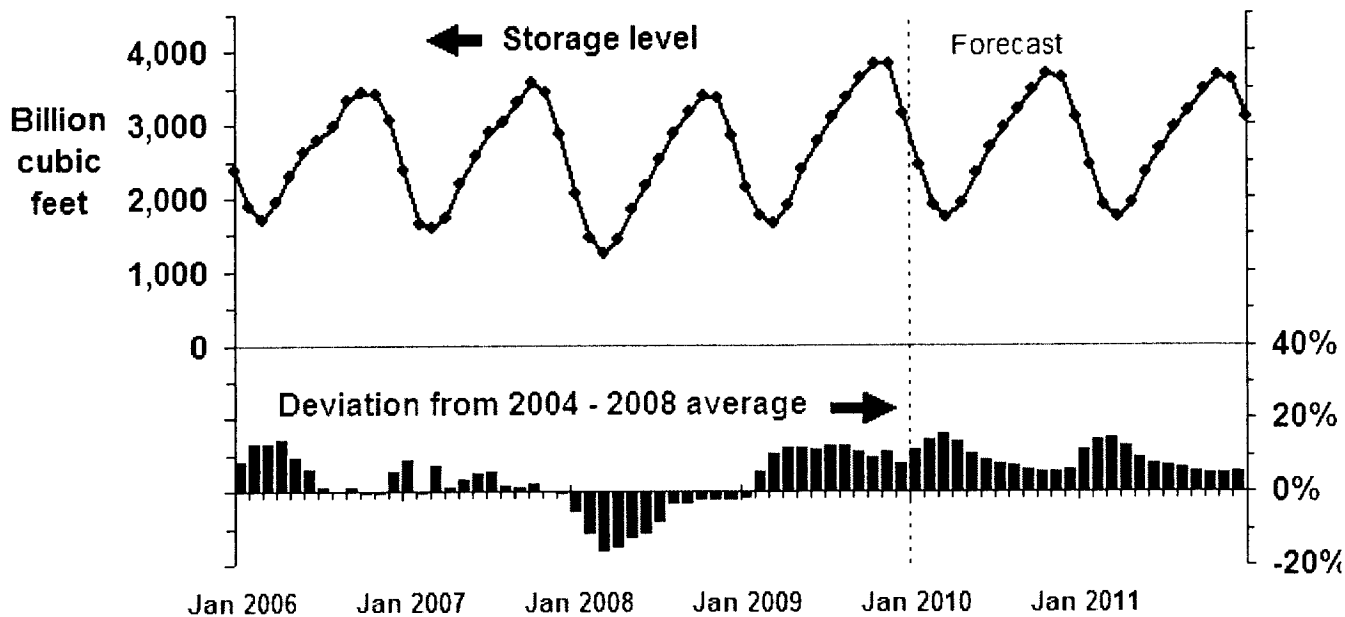 Storage level
Forecast
4,000
3,000
2,000
1,000
0
Billion
cubic
feet
40%
20%
0%
-20%
Deviation from 2004 - 2008 average
Jan 2006
Jan 2007
Jan 2008
Jan 2009
Jan 2010
Jan 2011